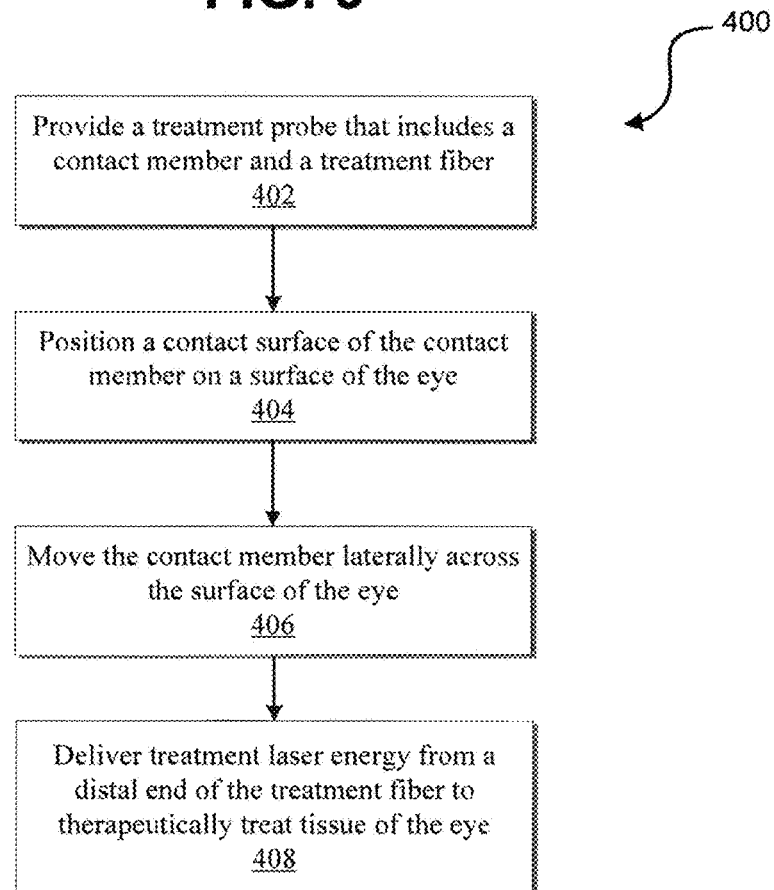 400
Provide a treatment probe that includes a
contact member and a treatment fiber
402
Position a contact surface of the contact
member on a surface of the eye
404
Move the contact member laterally across
the surface of the eye
406
Deliver treatment laser energy from a
distal end of the treatment fiber to
therapeutically treat tissue of the eye
408